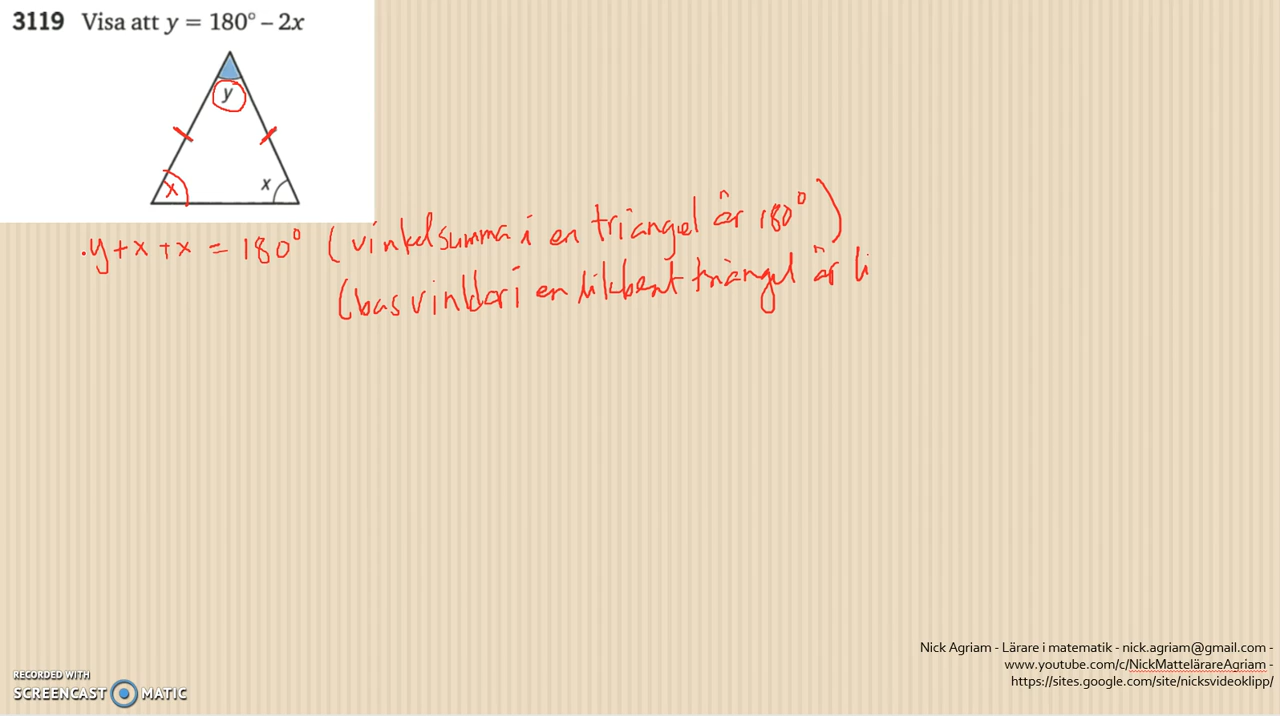 3119 Visa att y = 180° – 2x
y
x
x
.y+x+x = 180° (vinkelsumma i en triangel är 180°)
(basvinklar i en likbent triangel är li
Nick Agriam - Lärare i matematik - nick.agriam@gmail.com -
www.youtube.com/c/NickMattelärareAgriam -
https://sites.google.com/site/nicksvideoklipp/
RECORDED WITH
SCREENCAST MATIC